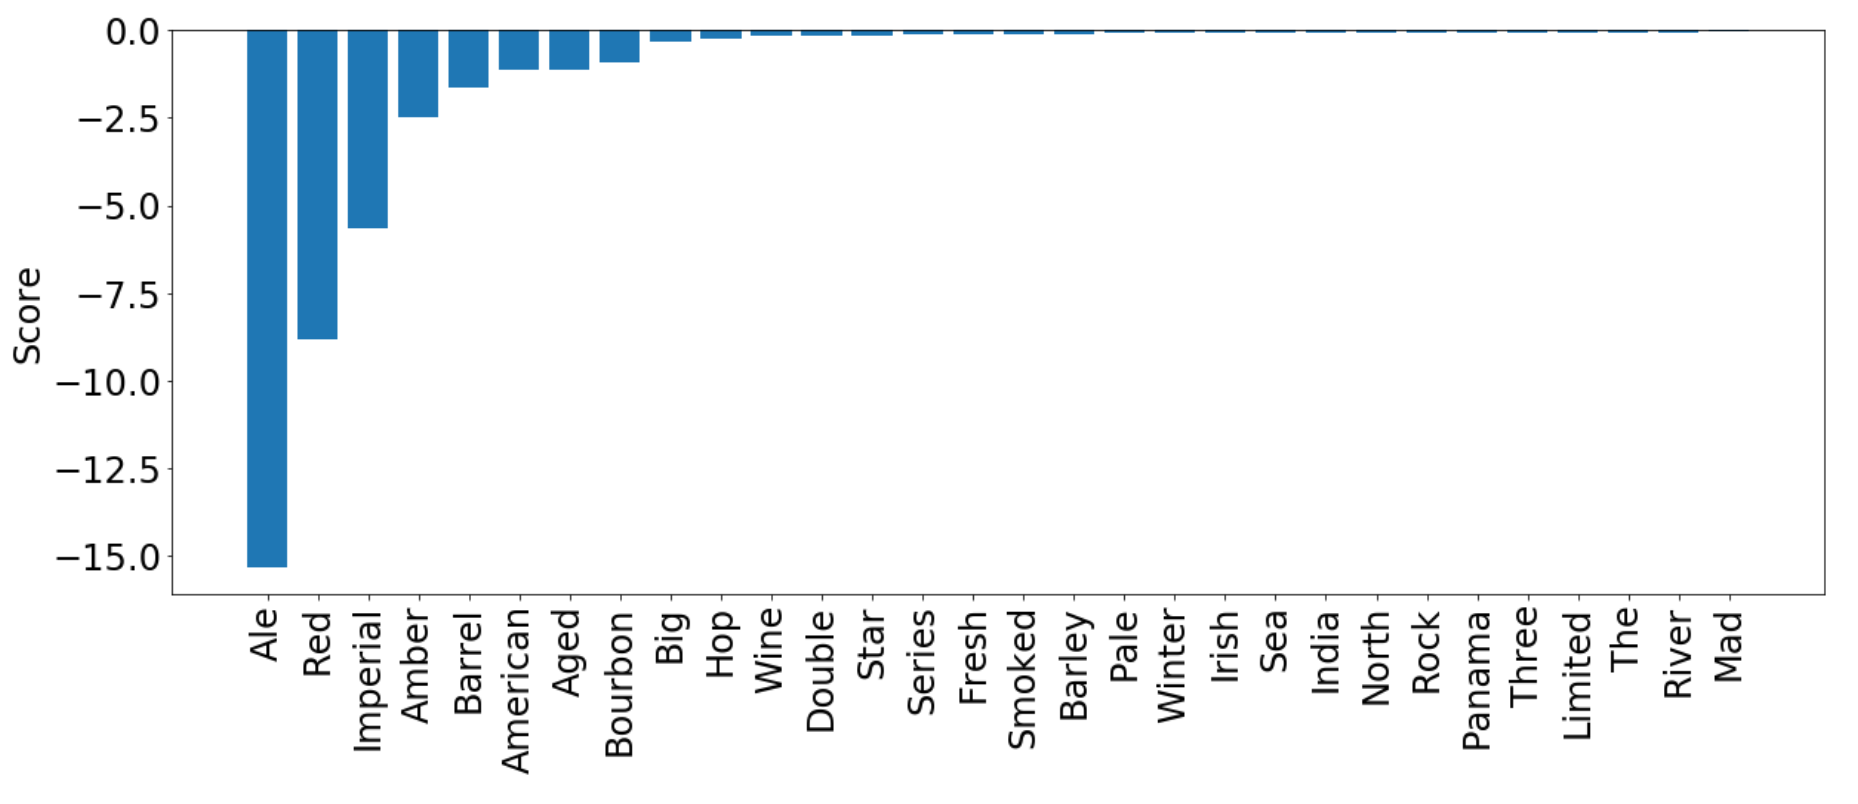 0.0
−2.5
−5.0
−7.5
−10.0
−12.5
−15.0
Score
Ale
Red
Imperial
Amber
Barrel
American
Aged
Bourbon
Big
Hop
Wine
Double
Star
Series
Fresh
Smoked
Barley
Pale
Winter
Irish
Sea
India
North
Rock
Panama
Three
Limited
The
River
Mad